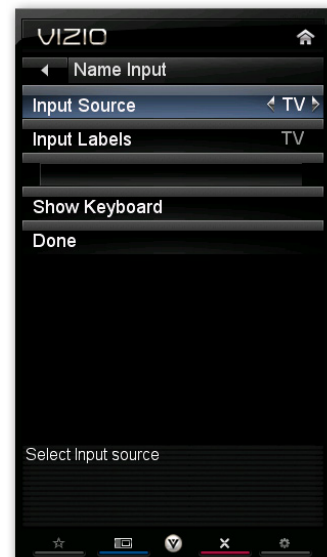 VIZIO
Name Input
Input Source TV
Input Labels TV
Show Keyboard
Done
Select Input source
V